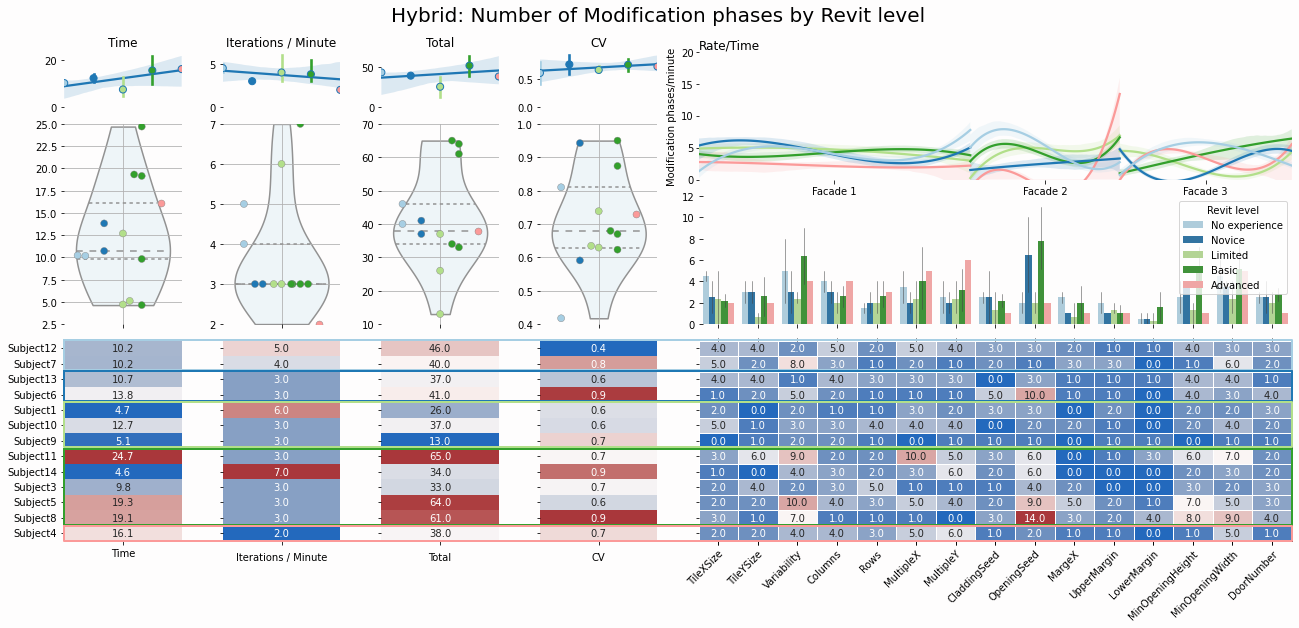 Hybrid: Number of Modification phases by Revit level
Time
Iterations / Minute
Total
CV
Rate/Time
20
0
5
0
50
0
0.5
0.0
Modification phases/minute
20
15
10
5
0
Facade 1
Facade 2
Facade 3
25.0
22.5
20.0
17.5
15.0
12.5
10.0
7.5
5.0
2.5
7
6
5
4
3
2
70
60
50
40
30
20
10
1.0
0.9
0.8
0.7
0.6
0.5
0.4
12
10
8
6
4
2
0
Revit level
No experience
Novice
Limited
Basic
Advanced
Subject12 10.2 5.0 46.0 0.4 4.0 4.0 2.0 5.0 2.0 5.0 4.0 3.0 3.0 2.0 1.0 1.0 4.0 3.0 3.0
Subject7 10.2 4.0 40.0 0.8 5.0 2.0 8.0 3.0 1.0 2.0 1.0 2.0 1.0 3.0 3.0 0.0 1.0 6.0 2.0
Subject13 10.7 3.0 37.0 0.6 4.0 4.0 1.0 4.0 3.0 3.0 3.0 0.0 3.0 1.0 1.0 1.0 4.0 4.0 1.0
Subject6 13.8 3.0 41.0 0.9 1.0 2.0 5.0 2.0 1.0 1.0 1.0 5.0 10.0 1.0 1.0 0.0 4.0 3.0 4.0
Subject1 4.7 6.0 26.0 0.6 2.0 0.0 2.0 1.0 1.0 3.0 2.0 5.0 3.0 0.0 2.0 0.0 2.0 2.0 3.0
Subject10 12.7 3.0 37.0 0.6 5.0 1.0 3.0 3.0 4.0 4.0 4.0 0.0 2.0 2.0 1.0 1.0 2.0 4.0 2.0
Subject9 5.1 3.0 13.0 0.7 0.0 1.0 2.0 2.0 1.0 0.0 1.0 1.0 1.0 0.0 1.0 0.0 0.0 1.0 1.0
Subject11 24.7 3.0 65.0 0.7 3.0 6.0 9.0 2.0 2.0 10.0 5.0 3.0 6.0 0.0 1.0 3.0 6.0 7.0 2.0
Subject14 4.6 7.0 34.0 0.9 1.0 0.0 4.0 3.0 2.0 3.0 6.0 2.0 6.0 0.0 0.0 0.0 2.0 3.0 2.0
Subject3 9.8 3.0 33.0 0.7 2.0 4.0 2.0 3.0 5.0 1.0 1.0 1.0 4.0 2.0 0.0 0.0 3.0 2.0 3.0
Subject5 19.3 3.0 64.0 0.6 2.0 2.0 10.0 4.0 3.0 5.0 4.0 2.0 9.0 5.0 2.0 1.0 7.0 5.0 3.0
Subject8 19.1 3.0 61.0 0.9 3.0 1.0 7.0 1.0 1.0 1.0 0.0 3.0 14.0 3.0 2.0 4.0 8.0 9.0 4.0
Subject4 16.1 2.0 38.0 0.7 2.0 2.0 4.0 4.0 3.0 5.0 6.0 1.0 2.0 1.0 1.0 0.0 1.0 5.0 1.0
Time
Iterations / Minute
Total
CV
TileXSize
TileYSize
Variability
Columns
Rows
MultipleX
MultipleY
CladdingSeed
OpeningSeed
MargeX
UpperMargin
LowerMargin
MinOpeningHeight
MinOpeningWidth
DoorNumber